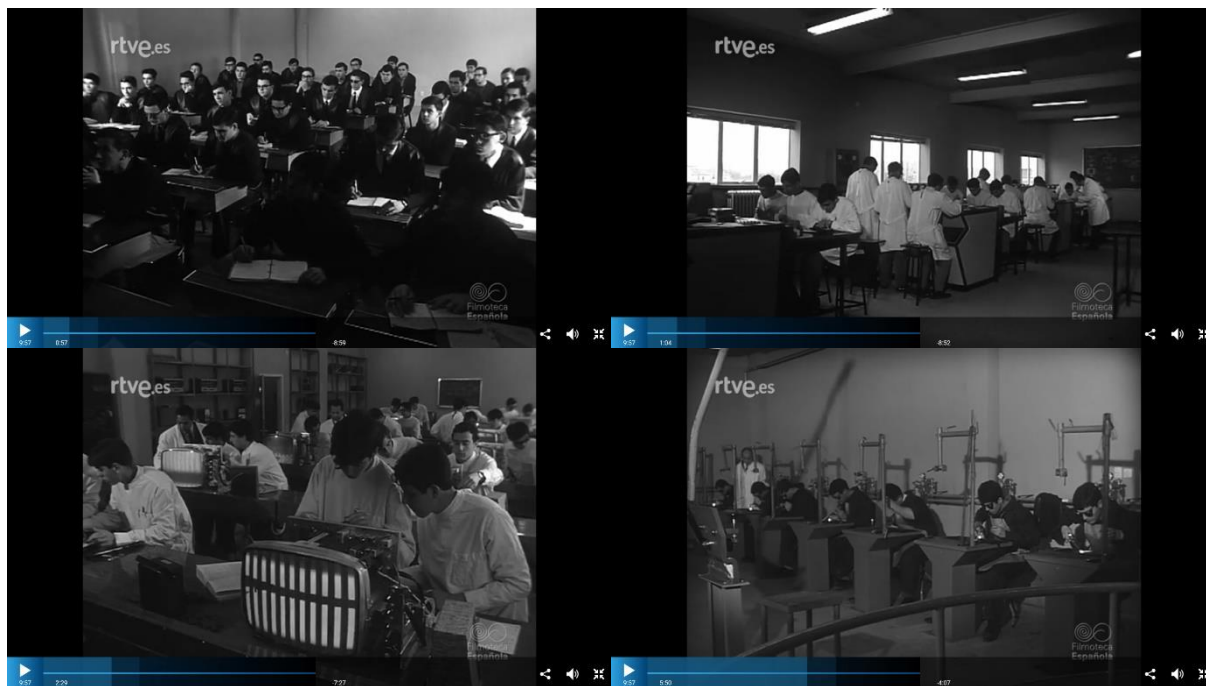 rtve.es
Filmoteca
Española
9:57 0:57 -8:59
rtve.es
Filmoteca
Española
9:57 1:04 -8:52
rtve.es
Filmoteca
Española
9:57 2:29 -7:27
rtve.es
Filmoteca
Española
9:57 5:50 -4:07